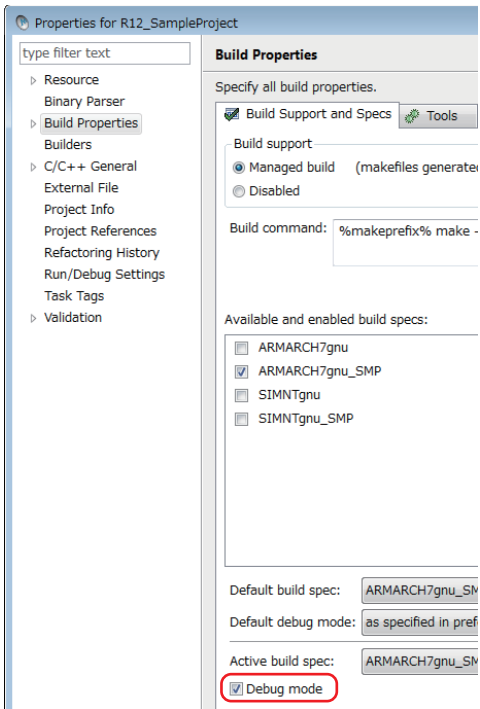 Properties for R12_SampleProject
type filter text
Resource
Binary Parser
Build Properties
Builders
C/C++ General
External File
Project Info
Project References
Refactoring History
Run/Debug Settings
Task Tags
Validation
Build Properties
Specify all build properties.
Build Support and Specs Tools
Build support
Managed build (makefiles generated
Disabled
Build command: %makeprefix% make -
Available and enabled build specs:
ARMARCH7gnu
ARMARCH7gnu_SMP
SIMNTgnu
SIMNTgnu_SMP
Default build spec: ARMARCH7gnu_SM
Default debug mode: as specified in pref
Active build spec: ARMARCH7gnu_SM
Debug mode